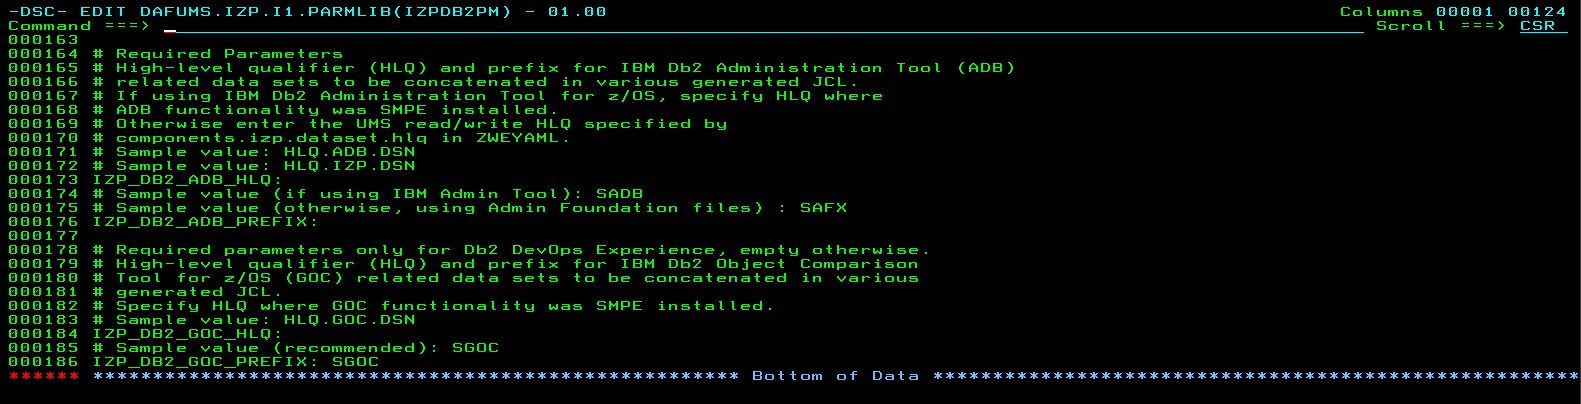 -DSC- EDIT DAFUMS.IZP.I1.PARMLIB(IZPDB2PM) - 01.00 Columns 00001 00124
Command ===> Scroll ===> CSR
000163
000164 # Required Parameters
000165 # High-level qualifier (HLQ) and prefix for IBM Db2 Administration Tool (ADB)
000166 # related data sets to be concatenated in various generated JCL.
000167 # If using IBM Db2 Administration Tool for z/OS, specify HLQ where
000168 # ADB functionality was SMPE installed.
000169 # Otherwise enter the UMS read/write HLQ specified by
000170 # components.izp.dataset.hlq in ZWEYAML.
000171 # Sample value: HLQ.ADB.DSN
000172 # Sample value: HLQ.IZP.DSN
000173 IZP_DB2_ADB_HLQ:
000174 # Sample value (if using IBM Admin Tool): SADB
000175 # Sample value (otherwise, using Admin Foundation files) : SAFX
000176 IZP_DB2_ADB_PREFIX:
000177
000178 # Required parameters only for Db2 DevOps Experience, empty otherwise.
000179 # High-level qualifier (HLQ) and prefix for IBM Db2 Object Comparison
000180 # Tool for z/OS (GOC) related data sets to be concatenated in various
000181 # generated JCL.
000182 # Specify HLQ where GOC functionality was SMPE installed.
000183 # Sample value: HLQ.GOC.DSN
000184 IZP_DB2_GOC_HLQ:
000185 # Sample value (recommended): SGOC
000186 IZP_DB2_GOC_PREFIX: SGOC
****** ****************************************************** Bottom of Data ******************************************************